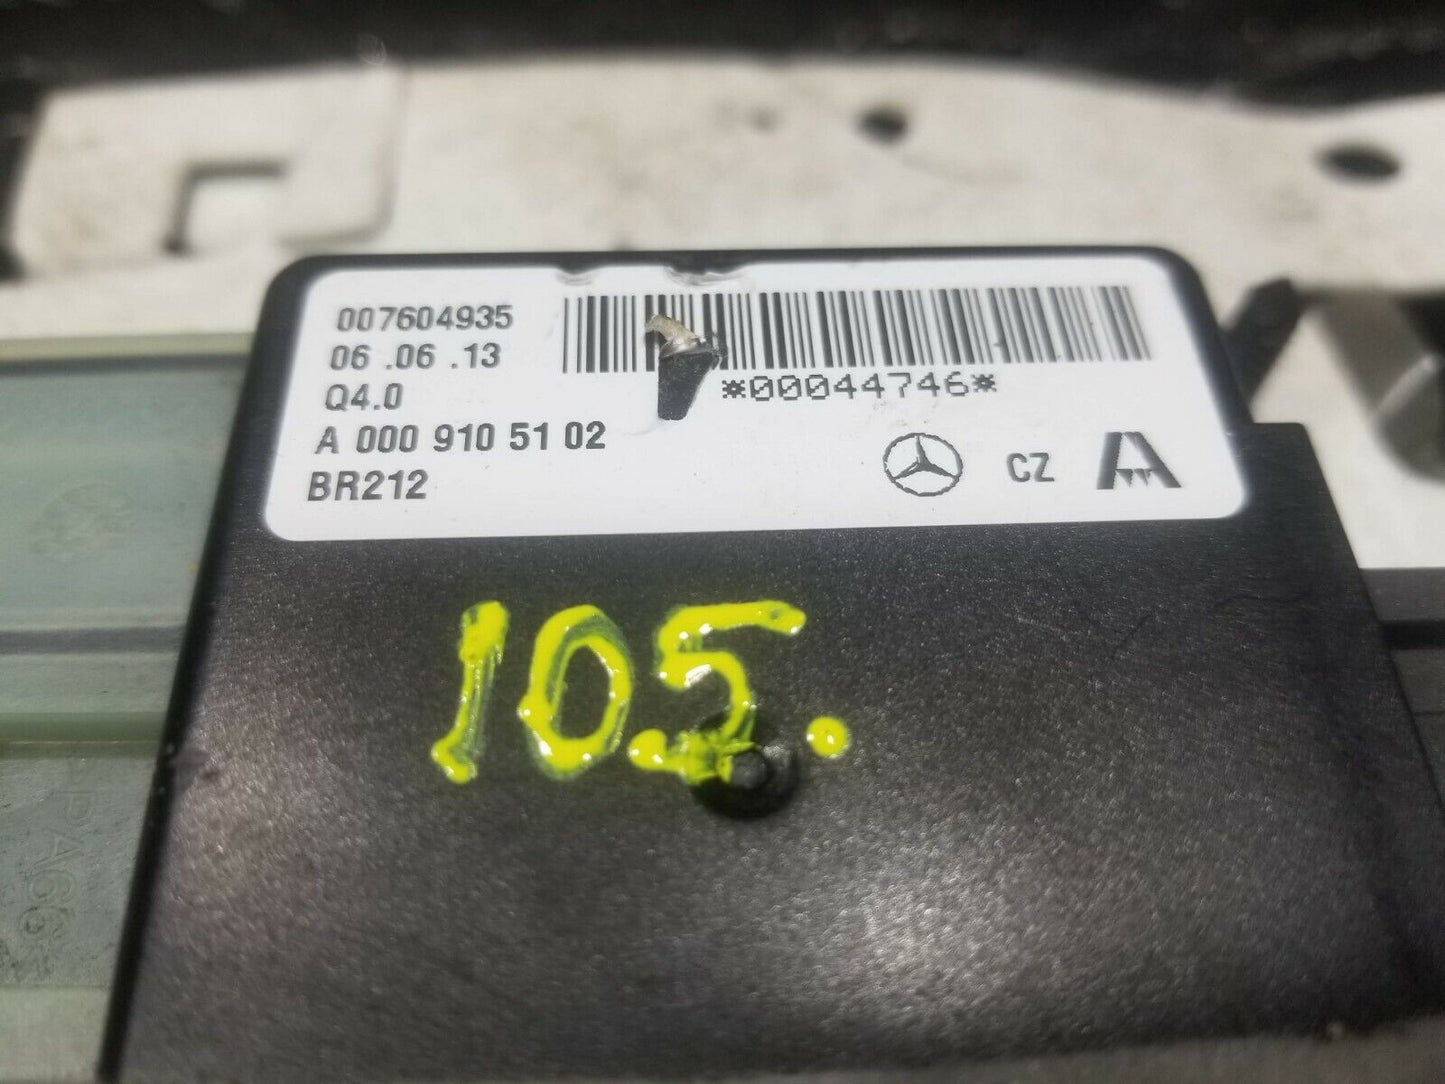 007604935
06 .06 .13
Q4.0
*00044746*
A 000 910 51 02
BR212
CZ
105.